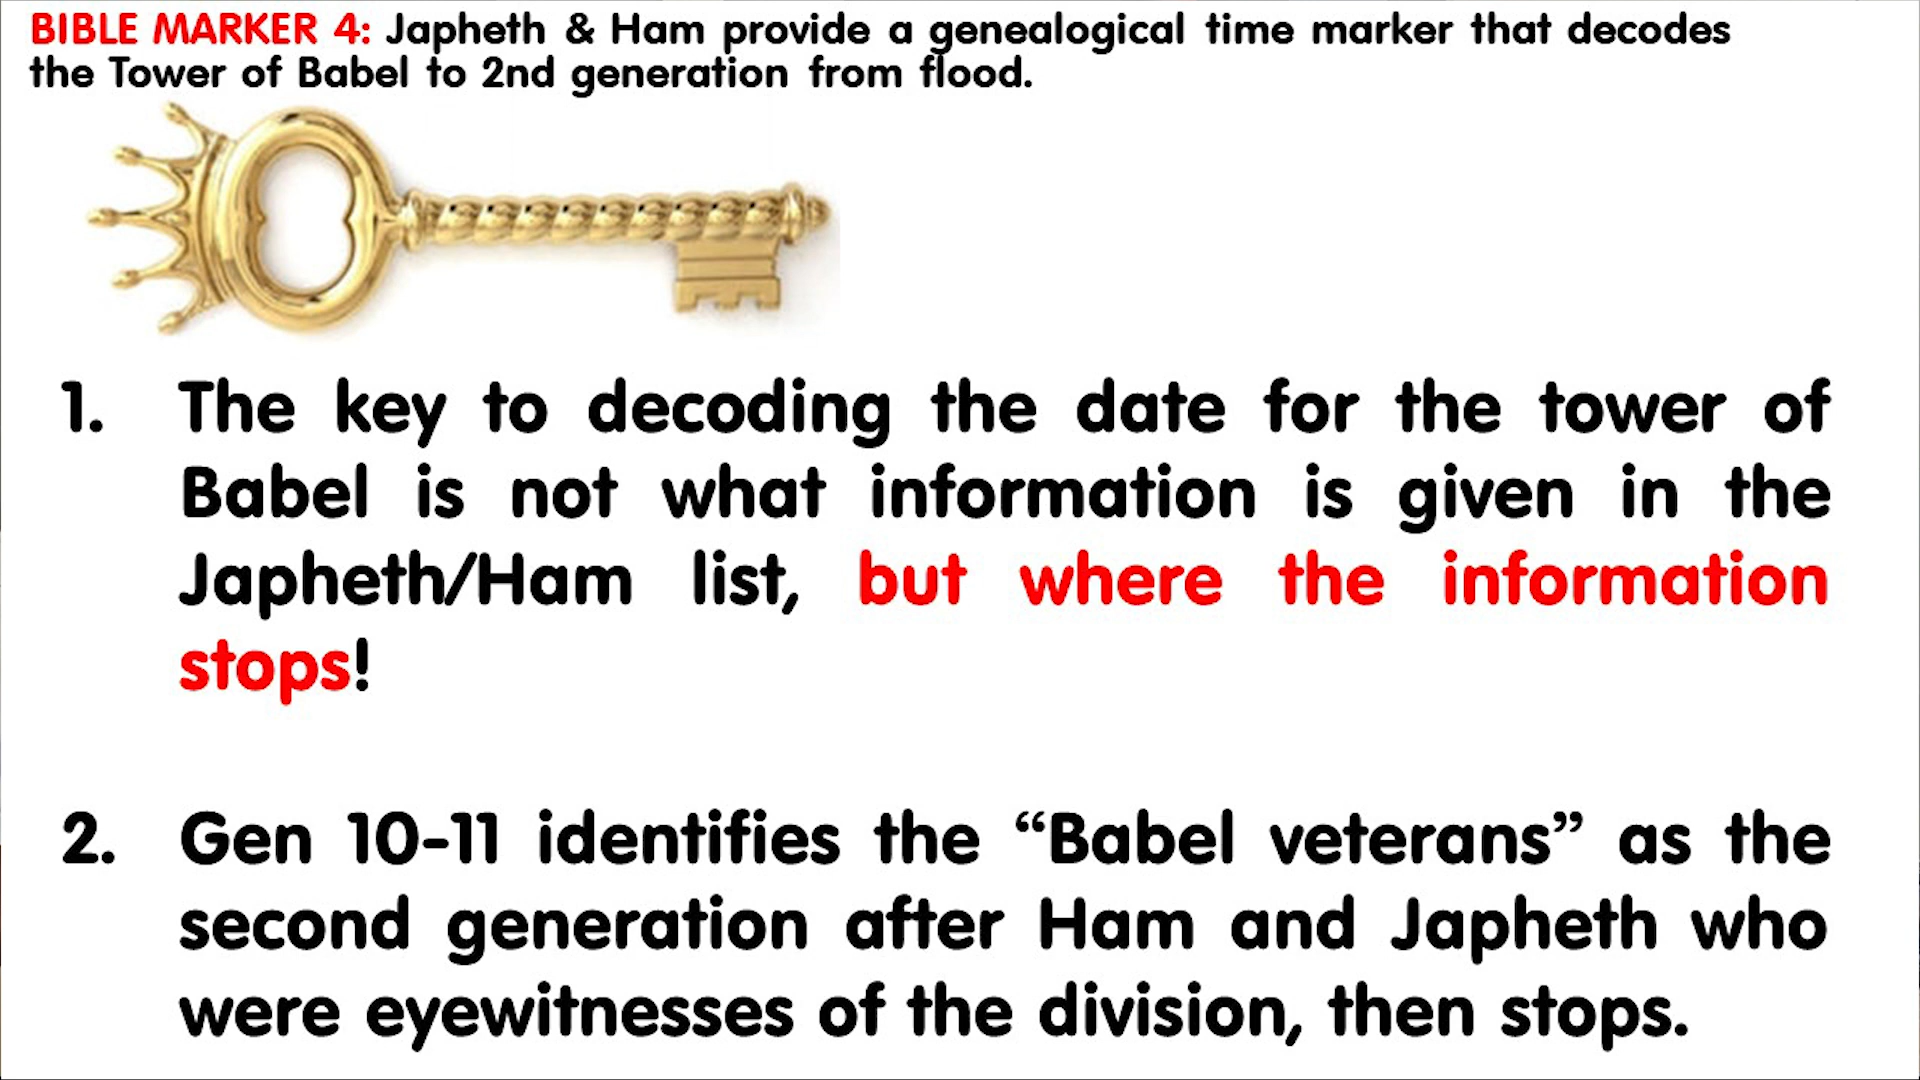 BIBLE MARKER 4: Japheth & Ham provide a genealogical time marker that decodes
the Tower of Babel to 2nd generation from flood.
1. The key to decoding the date for the tower of
Babel is not what information is given in the
Japheth/Ham list, but where the information
stops!
2. Gen 10-11 identifies the “Babel veterans” as the
second generation after Ham and Japheth who
were eyewitnesses of the division, then stops.